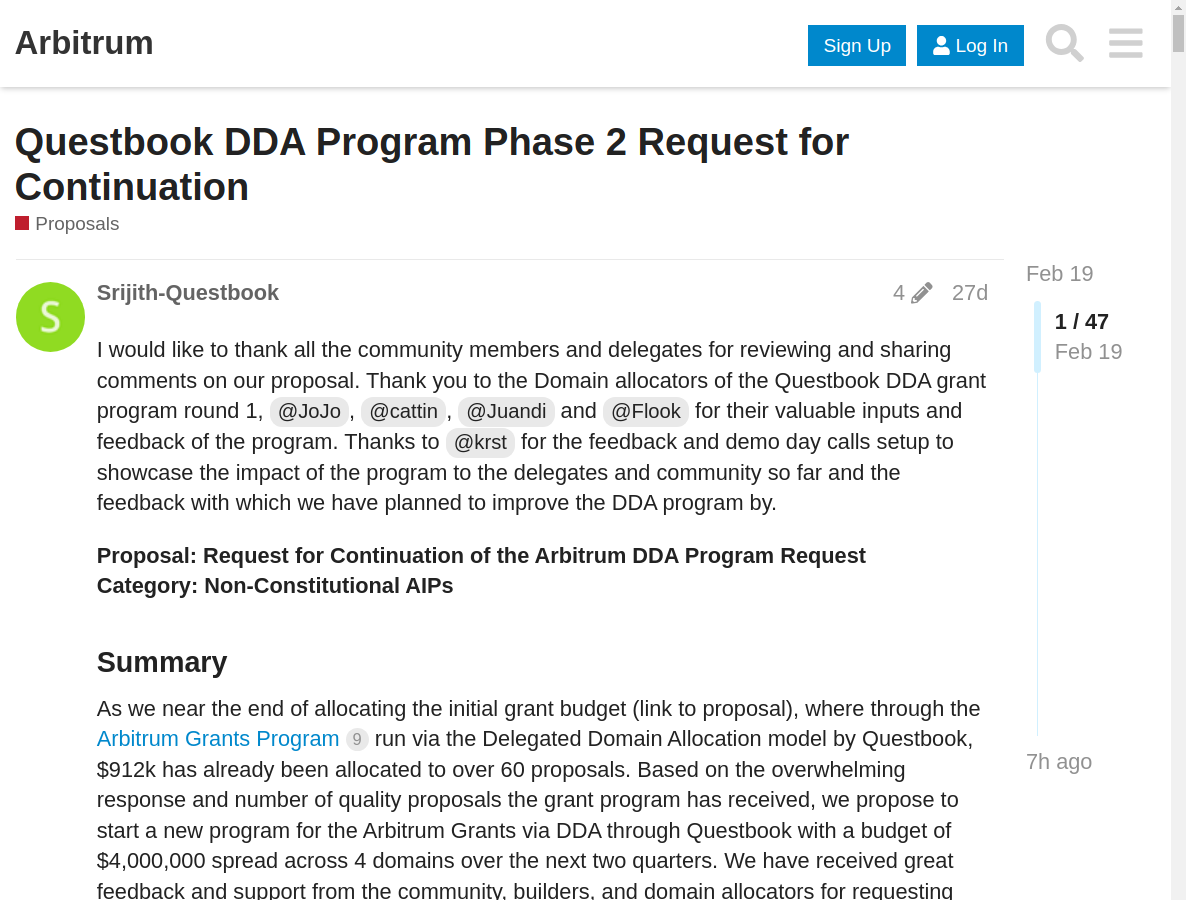 Arbitrum
Sign Up
Log In
Questbook DDA Program Phase 2 Request for
Continuation
Proposals
Feb 19
Srijith-Questbook
4
27d
1 / 47
Feb 19
S
I would like to thank all the community members and delegates for reviewing and sharing
comments on our proposal. Thank you to the Domain allocators of the Questbook DDA grant
program round 1, @JoJo, @cattin, @Juandi and @Flook for their valuable inputs and
feedback of the program. Thanks to @krst for the feedback and demo day calls setup to
showcase the impact of the program to the delegates and community so far and the
feedback with which we have planned to improve the DDA program by.
Proposal: Request for Continuation of the Arbitrum DDA Program Request
Category: Non-Constitutional AIPs
Summary
As we near the end of allocating the initial grant budget (link to proposal), where through the
Arbitrum Grants Program 9 run via the Delegated Domain Allocation model by Questbook,
$912k has already been allocated to over 60 proposals. Based on the overwhelming
response and number of quality proposals the grant program has received, we propose to
start a new program for the Arbitrum Grants via DDA through Questbook with a budget of
$4,000,000 spread across 4 domains over the next two quarters. We have received great
feedback and support from the community, builders, and domain allocators for requesting
7h ago